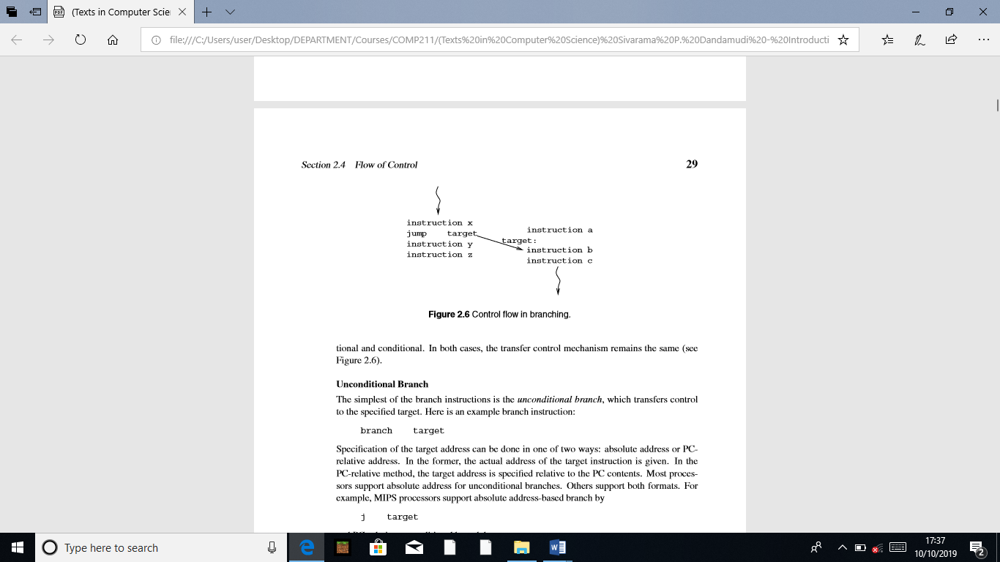 (Texts in Computer Scie
file:///C:/Users/user/Desktop/DEPARTMENT/Courses/COMP211/(Texts%20in%20Computer%20Science)%20Sivarama%20P.%20Dandamudi%20-%20Introducti
Section 2.4 Flow of Control 29
instruction x
jump target
instruction y
instruction z
instruction a
target:
instruction b
instruction c
Figure 2.6 Control flow in branching.
tional and conditional. In both cases, the transfer control mechanism remains the same (see
Figure 2.6).
Unconditional Branch
The simplest of the branch instructions is the unconditional branch, which transfers control
to the specified target. Here is an example branch instruction:
branch target
Specification of the target address can be done in one of two ways: absolute address or PC-
relative address. In the former, the actual address of the target instruction is given. In the
PC-relative method, the target address is specified relative to the PC contents. Most proces-
sors support absolute address for unconditional branches. Others support both formats. For
example, MIPS processors support absolute address-based branch by
j target
Type here to search
17:37
10/10/2019
2